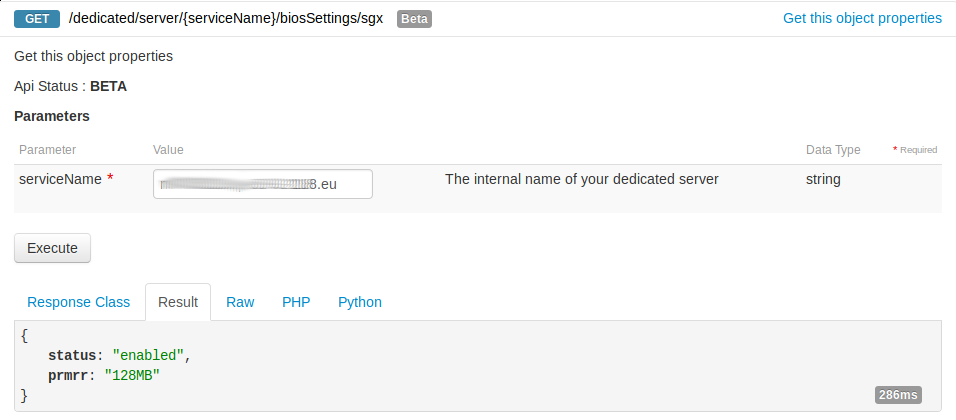 GET /dedicated/server/{serviceName}/biosSettings/sgx Beta Get this object properties
Get this object properties
Api Status : BETA
Parameters
Parameter Value Data Type * Required
serviceName * 8.eu The internal name of your dedicated server string
Execute
Response Class Result Raw PHP Python
{
status: "enabled",
prmrr: "128MB"
}
286ms